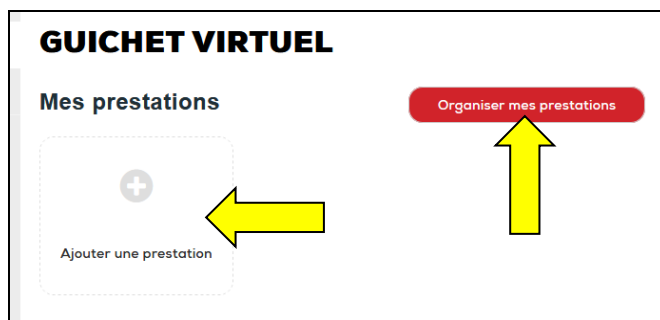 GUICHET VIRTUEL
Mes prestations
Organiser mes prestations
Ajouter une prestation